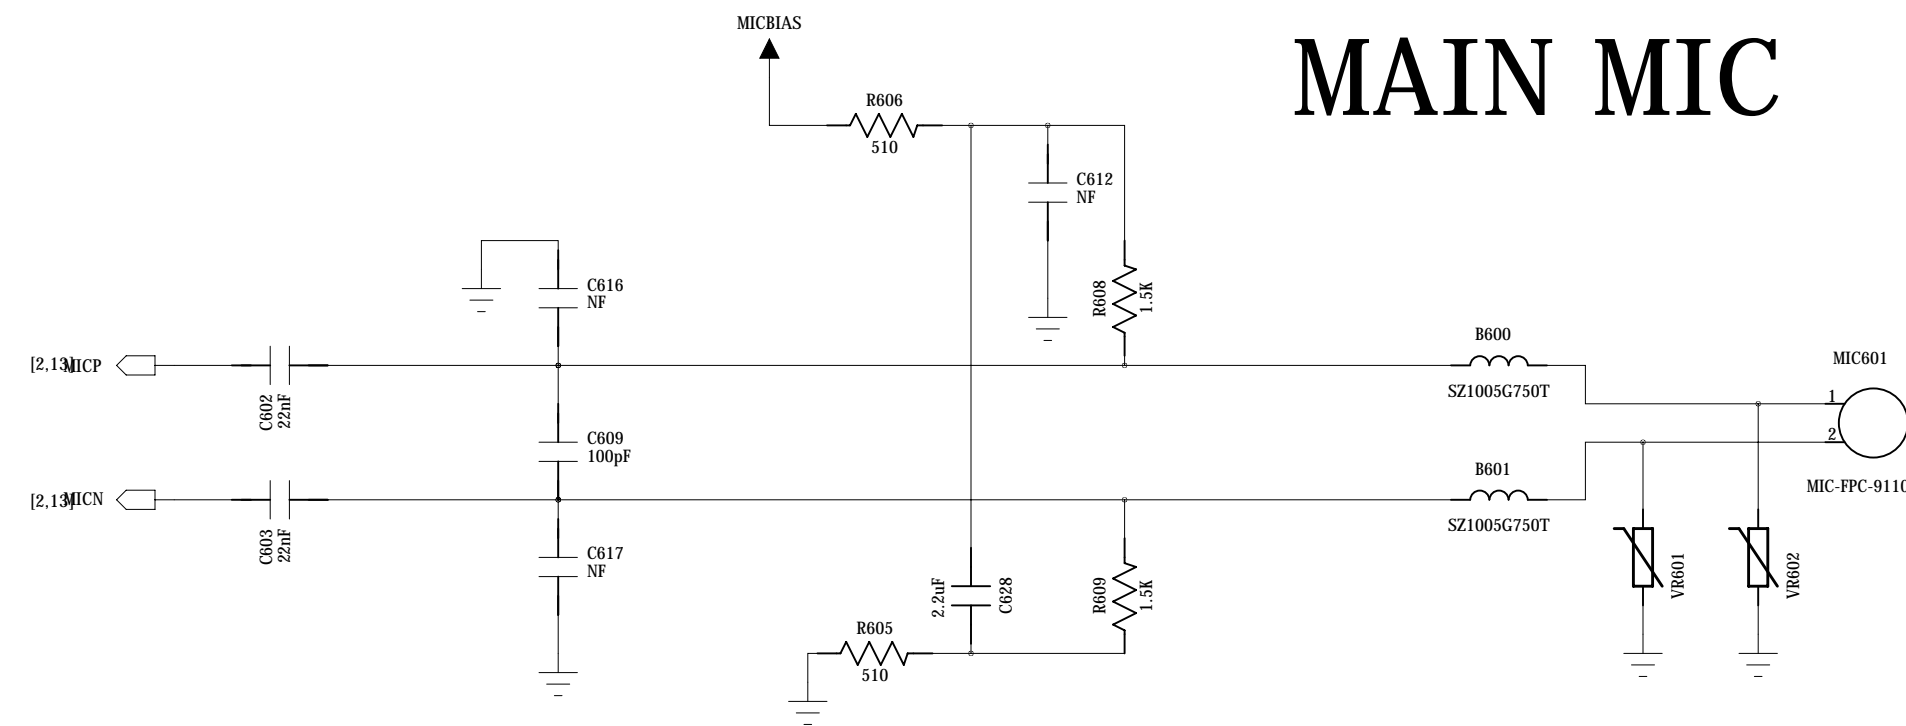 MICBIAS
MAIN MIC
R606
510
C612
NF
C616
NF
R608
1.5K
B600
SZ1005G750T
MIC601
[2,13]
MICP
C602
22nF
1
2
C609
100pF
B601
SZ1005G750T
MIC-FPC-9110
[2,13]
MICN
C603
22nF
C617
NF
2.2uF
C628
R609
1.5K
VR601
VR602
R605
510